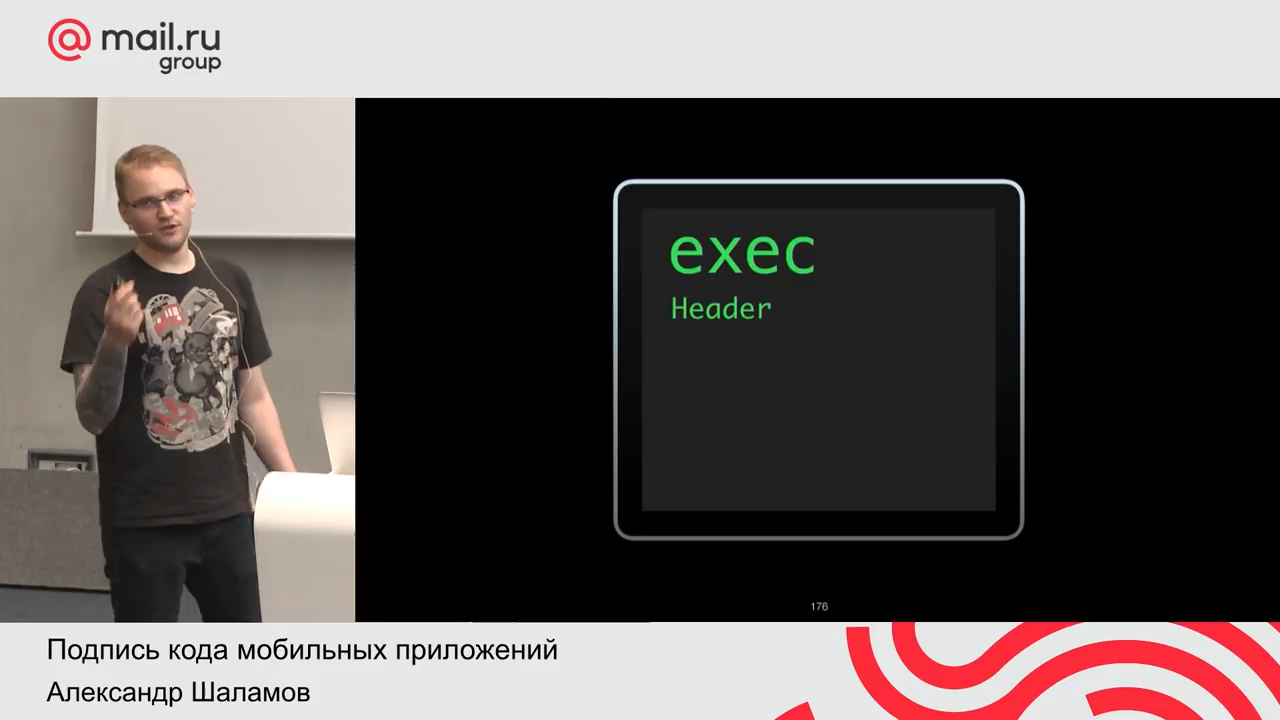 mail.ru
group
exec
Header
176
Подпись кода мобильных приложений
Александр Шаламов